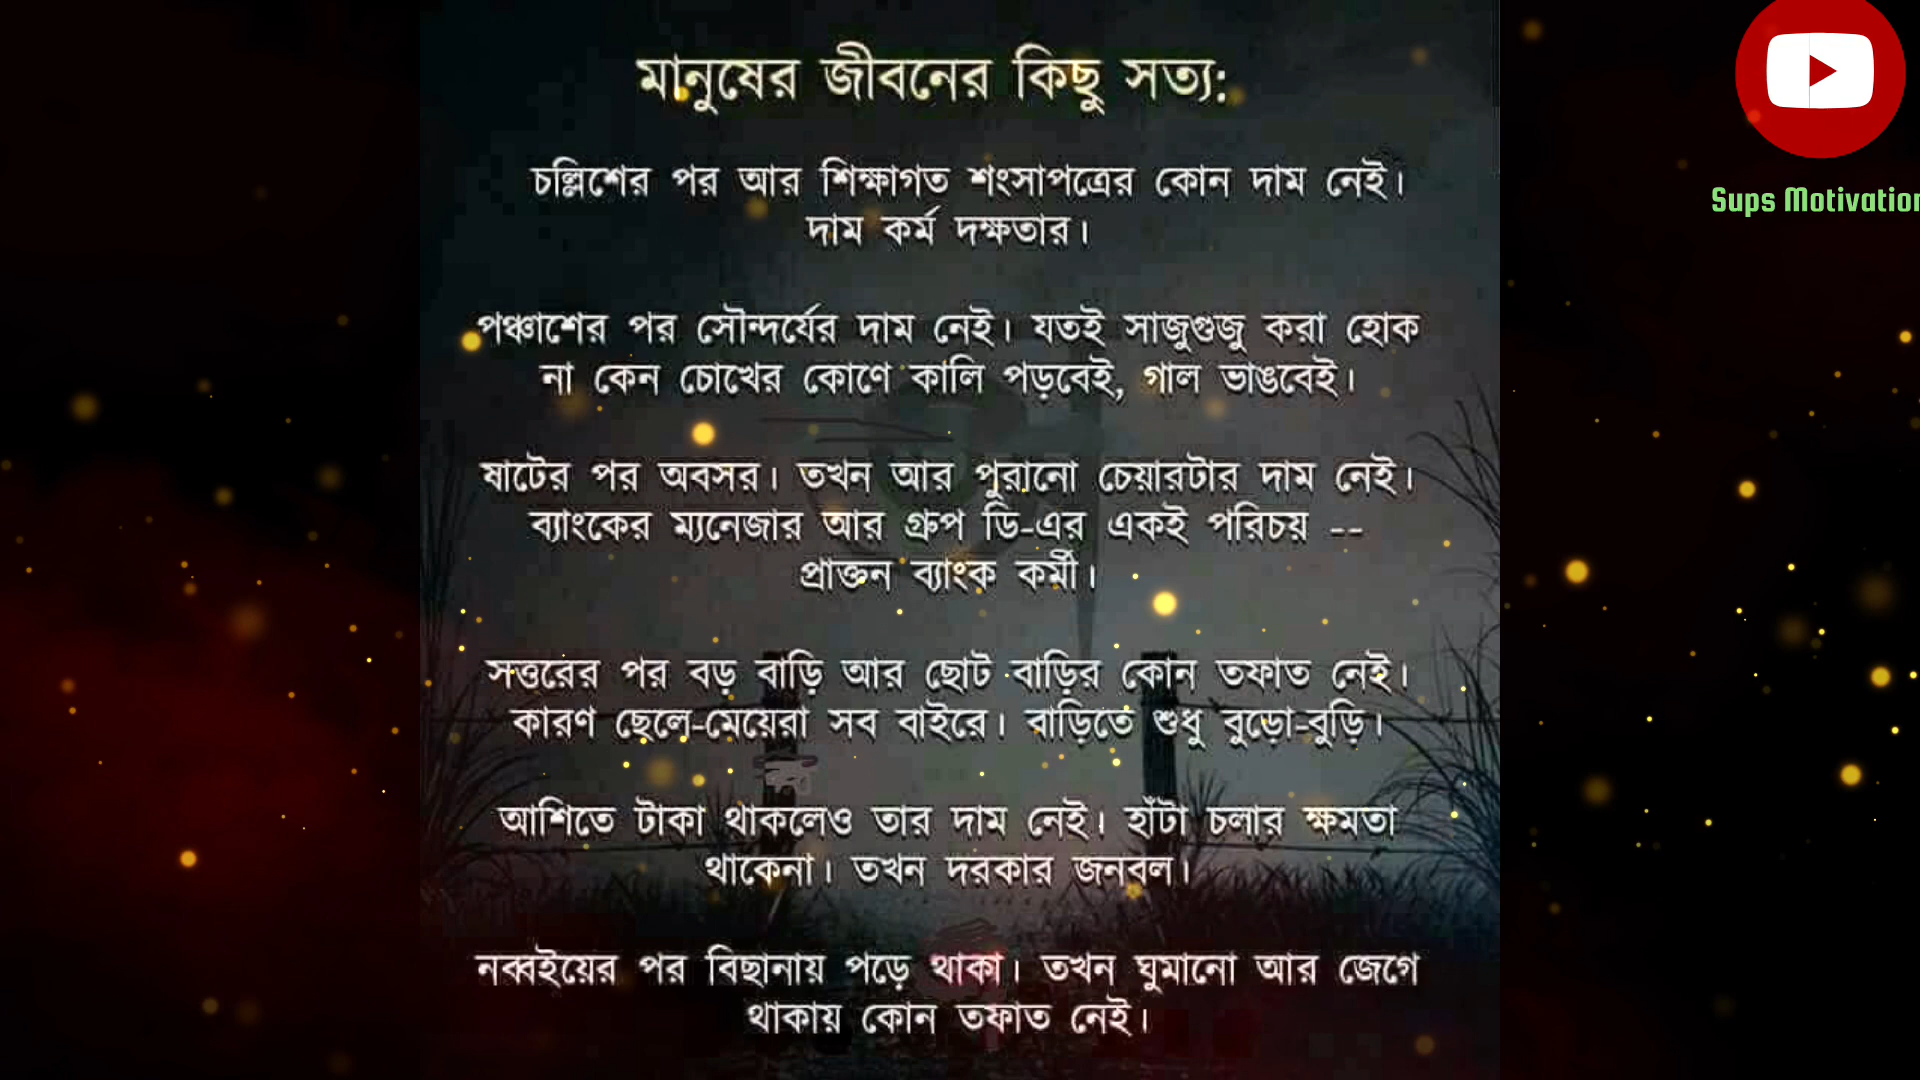 মানুষের জীবনের কিছু সত্য:
চল্লিশের পর আর শিক্ষাগত শংসাপত্রের কোন দাম নেই।
দাম কর্ম দক্ষতার।
পঞ্চাশের পর সৌন্দর্যের দাম নেই। যতই সাজুগুজু করা হোক
না কেন চোখের কোণে কালি পড়বেই, গাল ভাঙবেই।
ষাটের পর অবসর। তখন আর পুরানো চেয়ারটার দাম নেই।
ব্যাংকের ম্যনেজার আর গ্রুপ ডি-এর একই পরিচয় --
প্রাক্তন ব্যাংক কর্মী।
সত্তরের পর বড় বাড়ি আর ছোট বাড়ির কোন তফাত নেই।
কারণ ছেলে-মেয়েরা সব বাইরে। বাড়িতে শুধু বুড়ো-বুড়ি।
আশিতে টাকা থাকলেও তার দাম নেই। হাঁটা চলার ক্ষমতা
থাকেনা। তখন দরকার জনবল।
নব্বইয়ের পর বিছানায় পড়ে থাকা। তখন ঘুমানো আর জেগে
থাকায় কোন তফাত নেই।
Sups Motivation